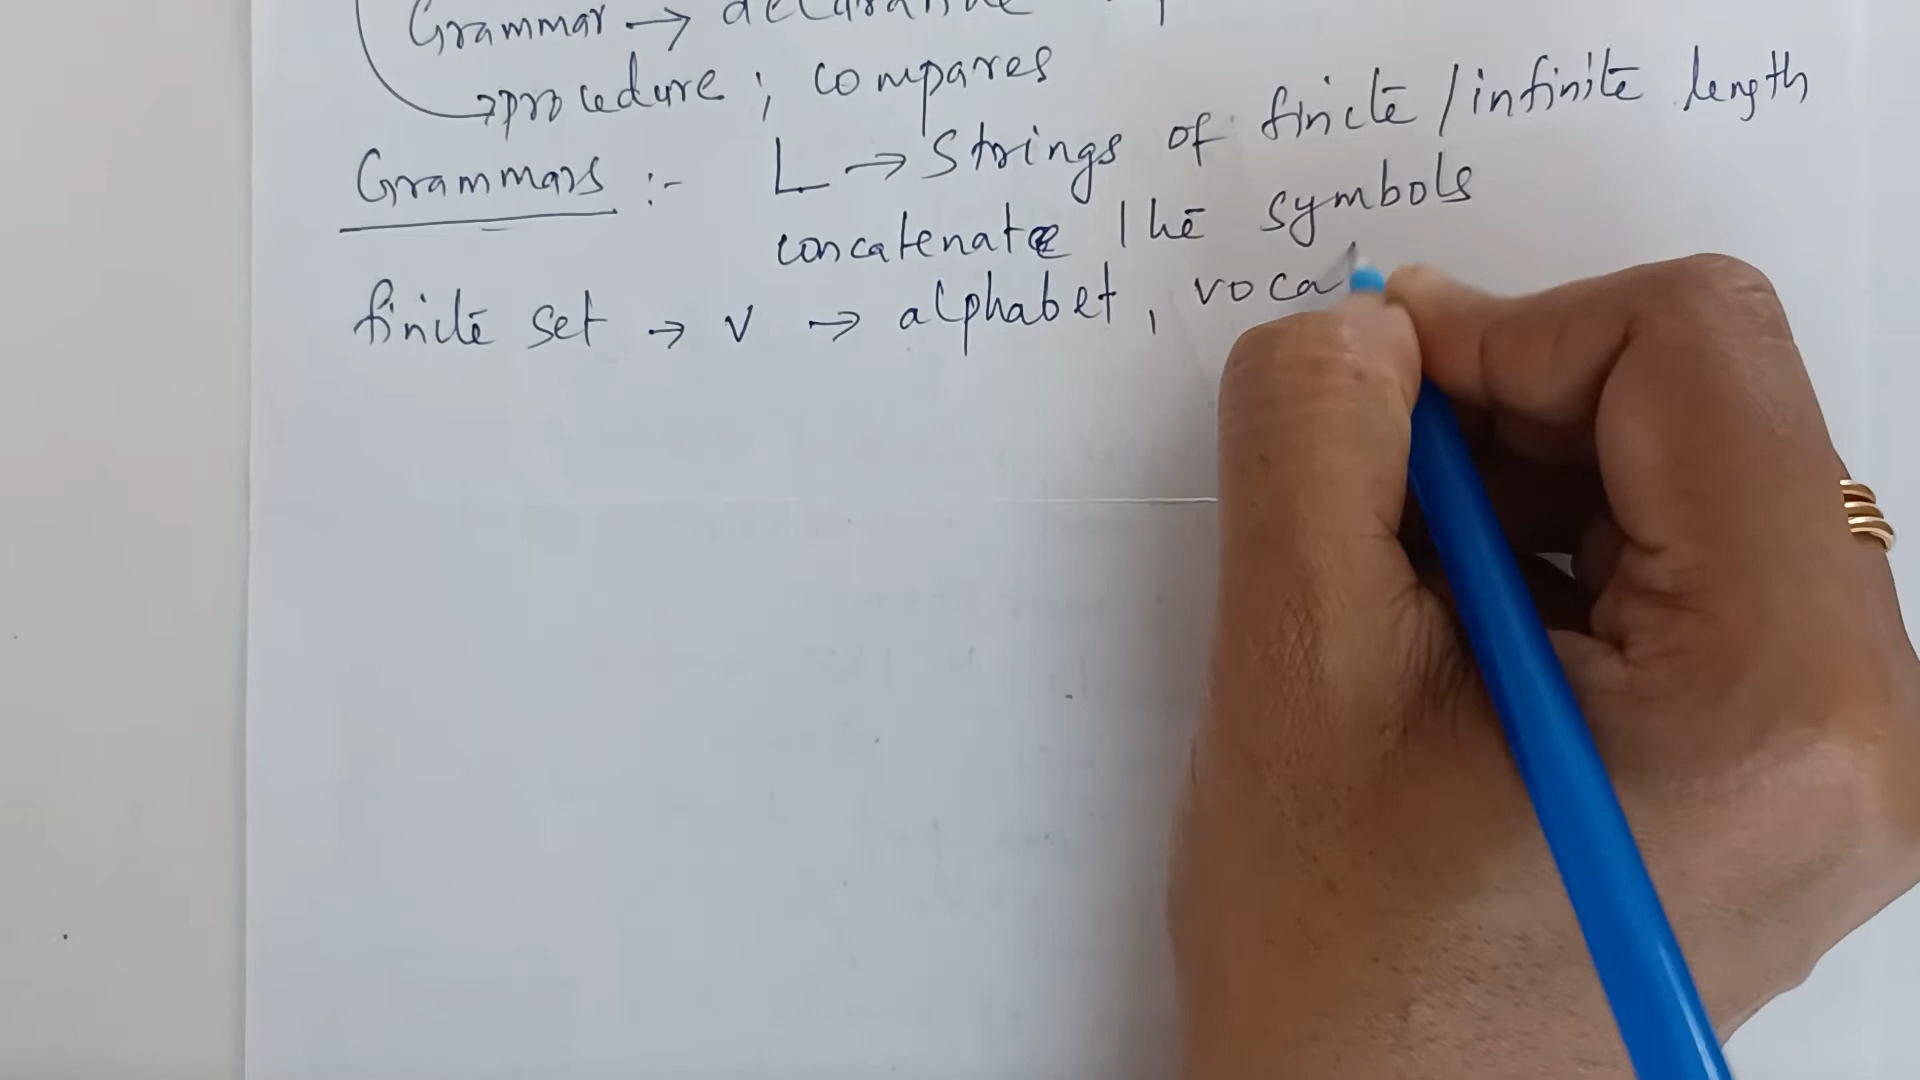 Grammar →
→ procedure ; compares
Grammars :- L → Strings of finite / infinite length
concatenate the symbols
finite set → V → alphabet, voca